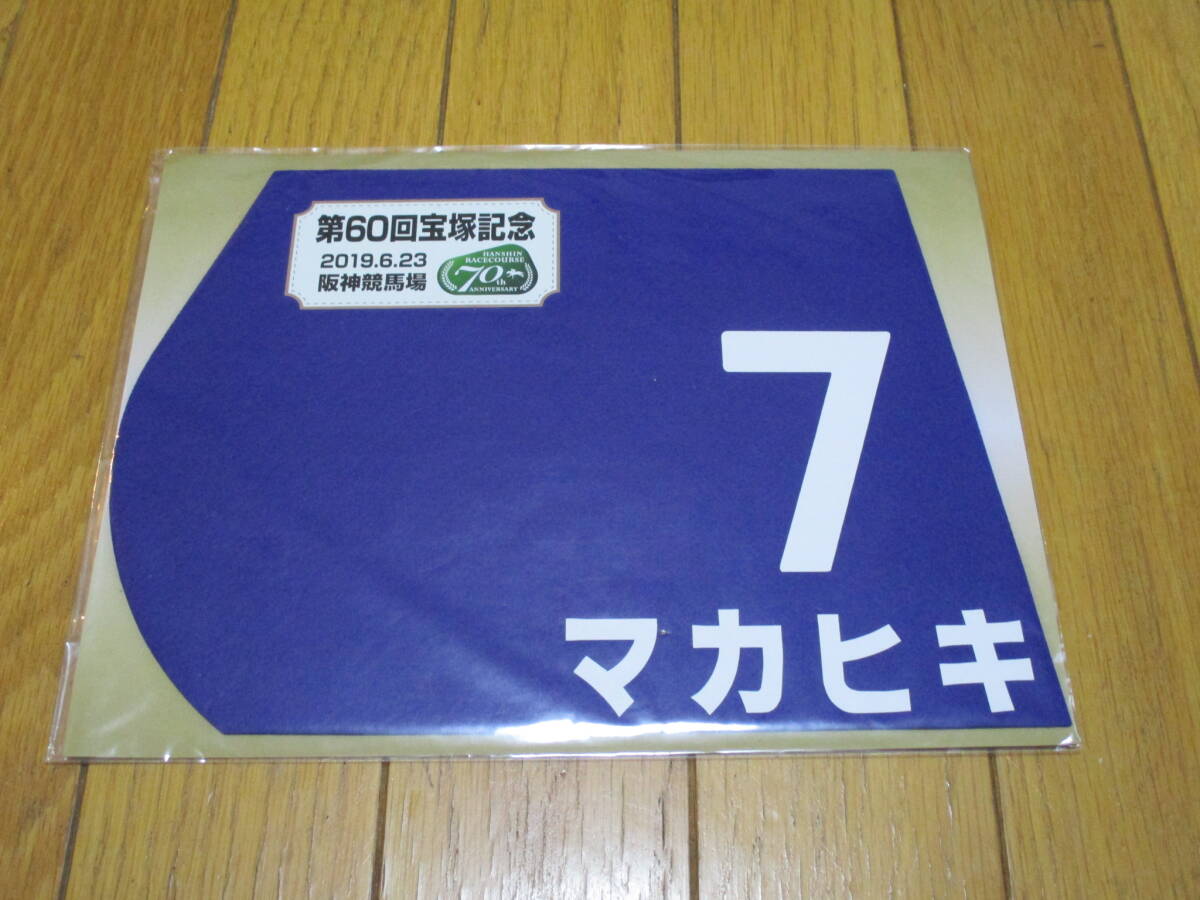 第60回宝塚記念
2019.6.23
阪神競馬場
HANSHIN
RACECOURSE
70th
ANNIVERSARY
7
マカヒキ